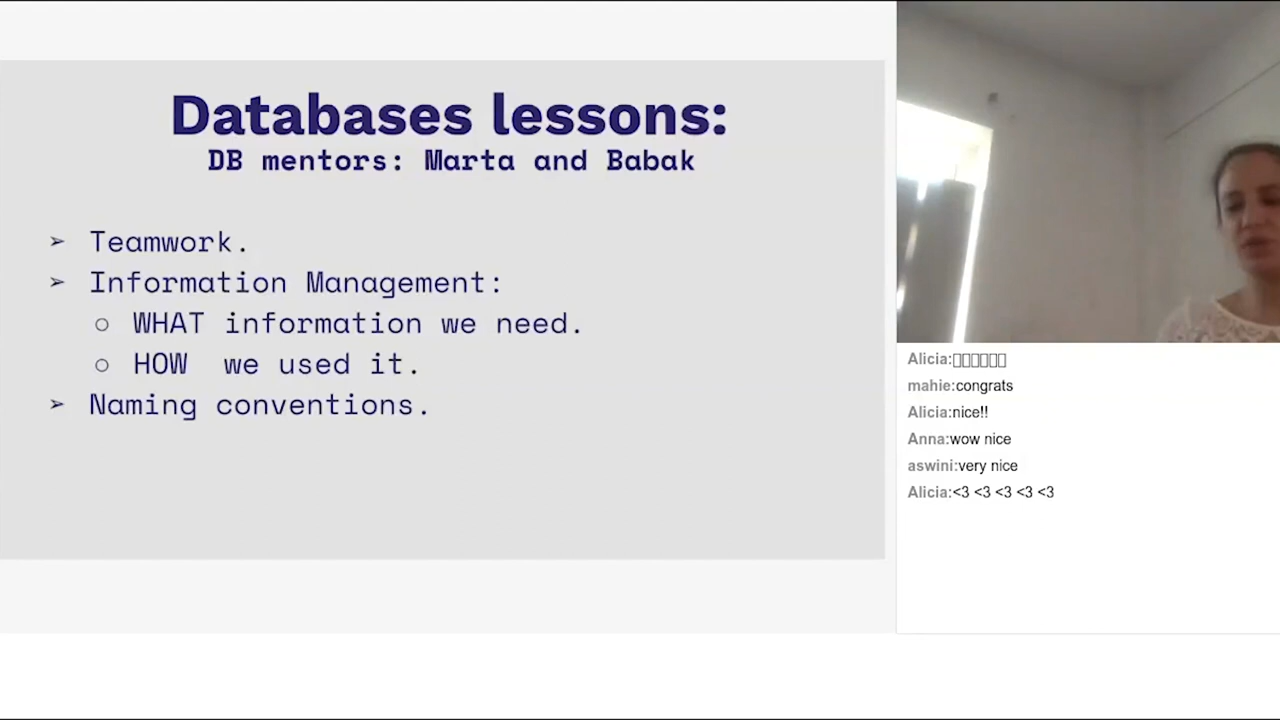 Databases lessons:
DB mentors: Marta and Babak
➢ Teamwork.
➢ Information Management:
○ WHAT information we need.
○ HOW we used it.
➢ Naming conventions.
Alicia:▯▯▯▯▯▯
mahie:congrats
Alicia:nice!!
Anna:wow nice
aswini:very nice
Alicia:<3 <3 <3 <3 <3